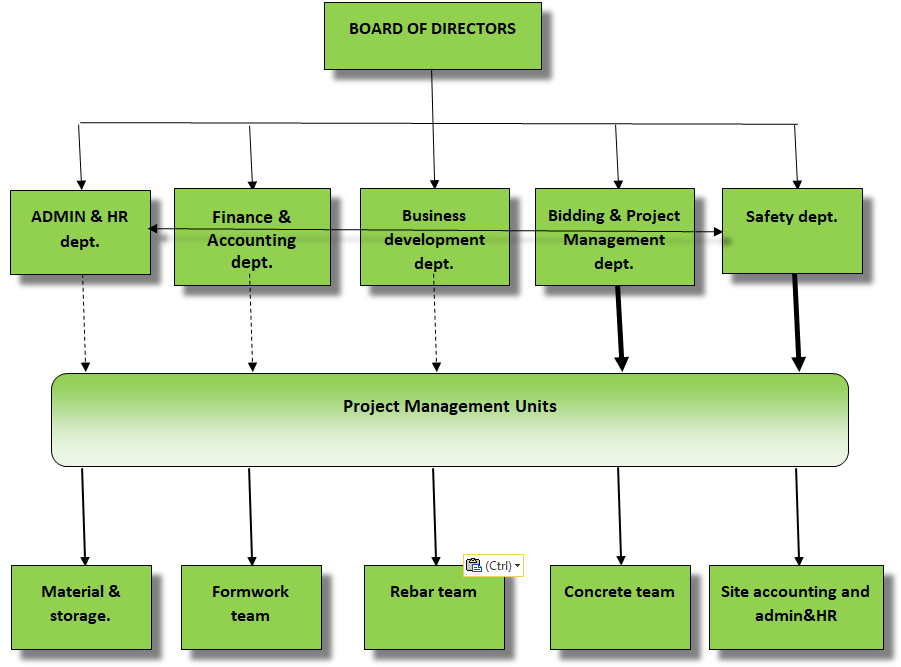 BOARD OF DIRECTORS
ADMIN & HR
dept.
Finance &
Accounting
dept.
Business
development
dept.
Bidding & Project
Management
dept.
Safety dept.
Project Management Units
(Ctrl)
Material &
storage.
Formwork
team
Rebar team
Concrete team
Site accounting and
admin&HR